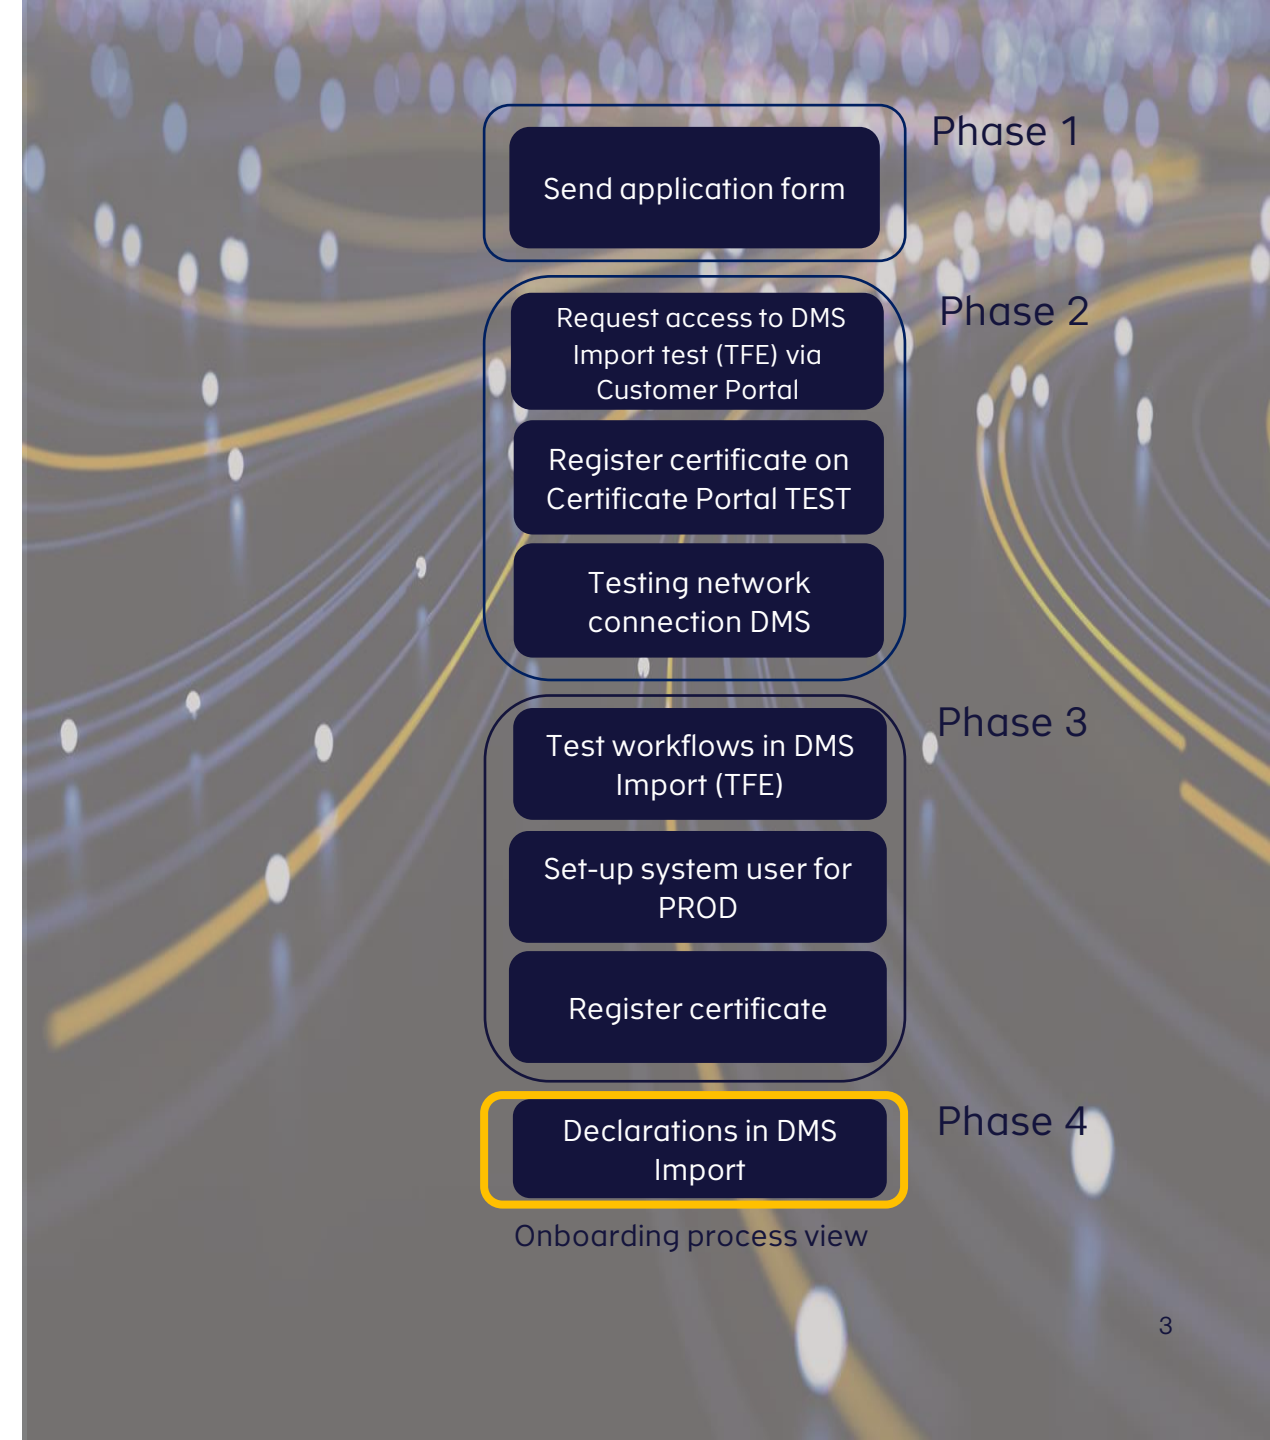 Phase 1
Send application form
Phase 2
Request access to DMS
Import test (TFE) via
Customer Portal
Register certificate on
Certificate Portal TEST
Testing network
connection DMS
Phase 3
Test workflows in DMS
Import (TFE)
Set-up system user for
PROD
Register certificate
Phase 4
Declarations in DMS
Import
Onboarding process view
3